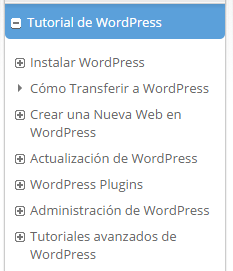 Tutorial de WordPress
Instalar WordPress
Cómo Transferir a WordPress
Crear una Nueva Web en
WordPress
Actualización de WordPress
WordPress Plugins
Administración de WordPress
Tutoriales avanzados de
WordPress